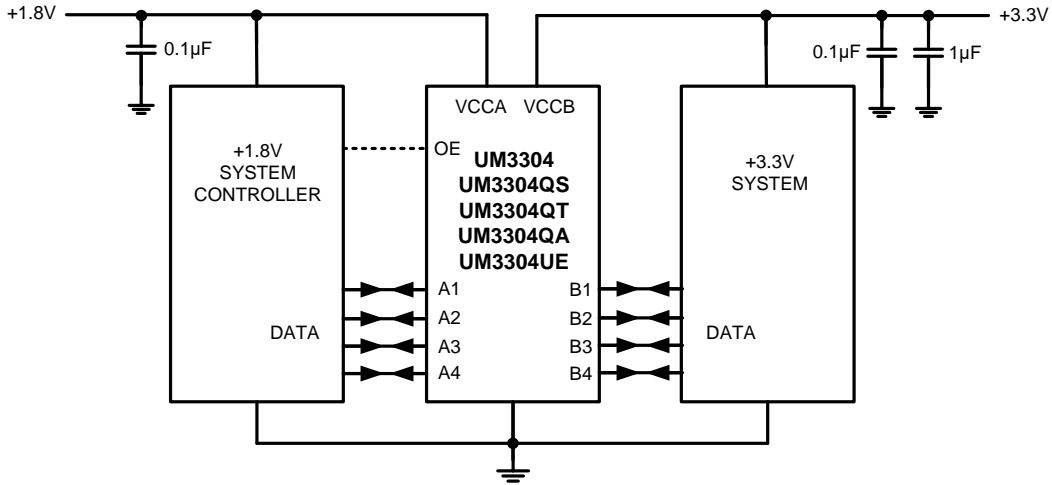 +1.8V
+3.3V
0.1µF
0.1µF
1µF
VCCA
VCCB
+1.8V
SYSTEM
CONTROLLER
OE
UM3304
UM3304QS
UM3304QT
UM3304QA
UM3304UE
+3.3V
SYSTEM
A1
B1
A2
B2
DATA
A3
B3
DATA
A4
B4